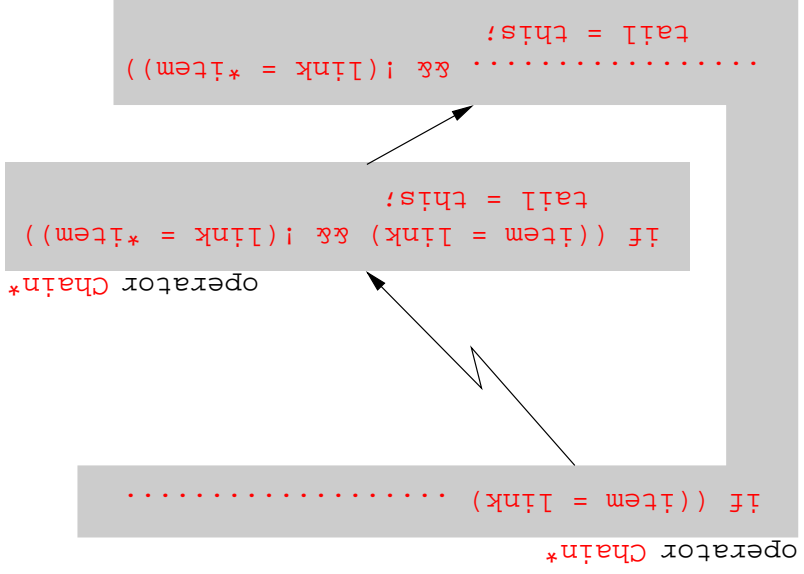 operator Chain*
if ((item = link) ...................
operator Chain*
if ((item = link) && !(link = *item))
tail = this;
................. && !(link = *item))
tail = this;